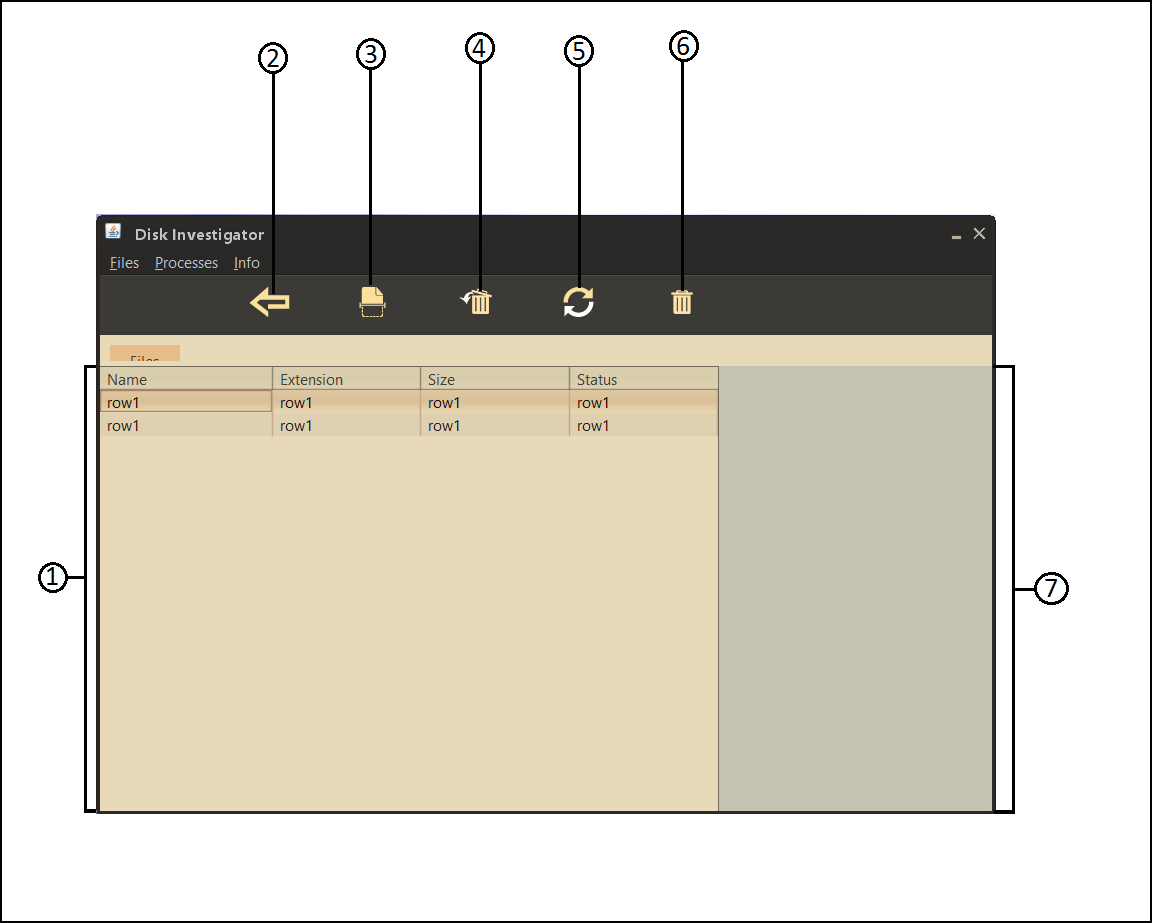 ② ③ ④ ⑤ ⑥
Disk Investigator
Files Processes Info
Files
Name Extension Size Status
row1 row1 row1 row1
row1 row1 row1 row1
① ⑦